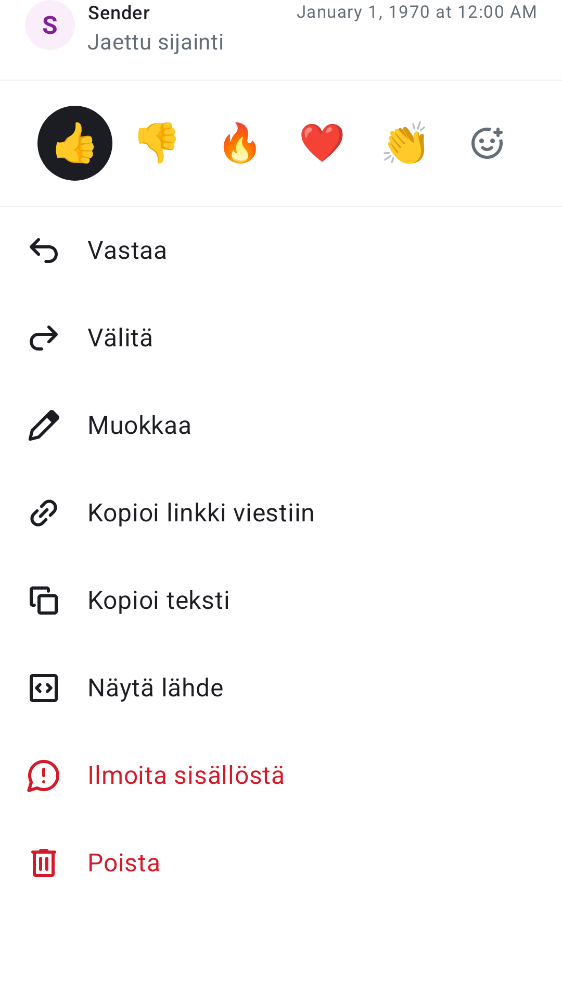 S
Sender
January 1, 1970 at 12:00 AM
Jaettu sijainti
Vastaa
Välitä
Muokkaa
Kopioi linkki viestiin
Kopioi teksti
Näytä lähde
Ilmoita sisällöstä
Poista